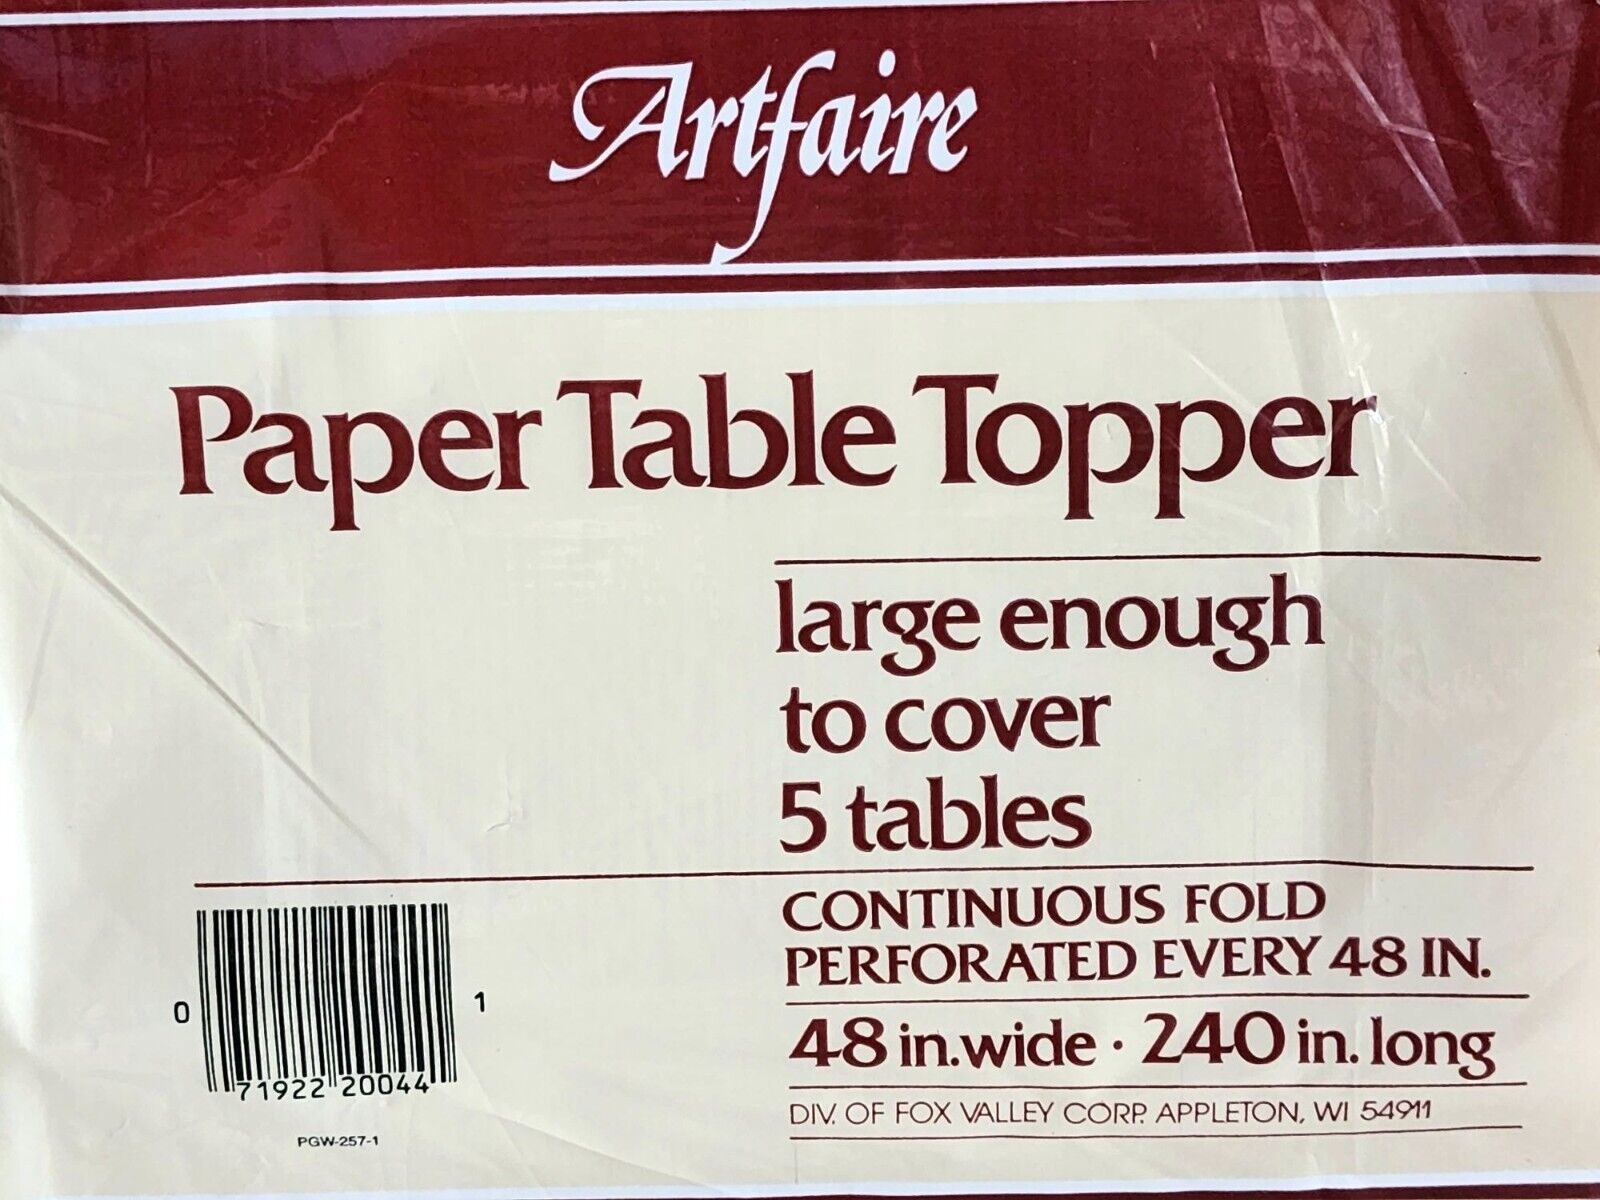 Artfaire
Paper Table Topper
large enough
to cover
5 tables
CONTINUOUS FOLD
PERFORATED EVERY 48 IN.
48 in. wide · 240 in. long
DIV. OF FOX VALLEY CORP. APPLETON, WI 54911
0 71922 20044 1
PGW-257-1